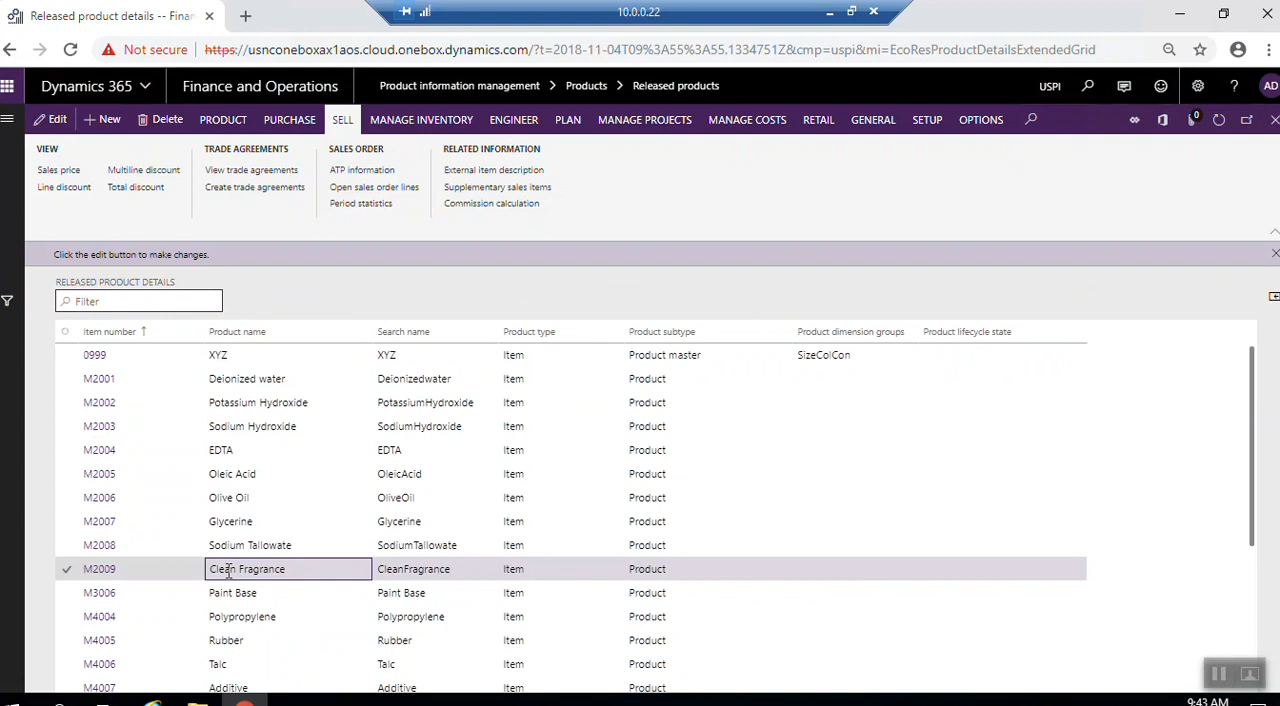 Released product details -- Finan
10.0.0.22
Not secure https://usnconeboxax1aos.cloud.onebox.dynamics.com/?t=2018-11-04T09%3A55%3A55.1334751Z&cmp=uspi&mi=EcoResProductDetailsExtendedGrid
Dynamics 365 Finance and Operations Product information management Products Released products USPI ? AD
Edit New Delete PRODUCT PURCHASE SELL MANAGE INVENTORY ENGINEER PLAN MANAGE PROJECTS MANAGE COSTS RETAIL GENERAL SETUP OPTIONS 0
VIEW TRADE AGREEMENTS SALES ORDER RELATED INFORMATION
Sales price Multiline discount View trade agreements ATP information External item description
Line discount Total discount Create trade agreements Open sales order lines Supplementary sales items
Period statistics Commission calculation
Click the edit button to make changes.
RELEASED PRODUCT DETAILS
Filter
Item number Product name Search name Product type Product subtype Product dimension groups Product lifecycle state
0999 XYZ XYZ Item Product master SizeColCon
M2001 Deionized water Deionizedwater Item Product
M2002 Potassium Hydroxide PotassiumHydroxide Item Product
M2003 Sodium Hydroxide SodiumHydroxide Item Product
M2004 EDTA EDTA Item Product
M2005 Oleic Acid OleicAcid Item Product
M2006 Olive Oil OliveOil Item Product
M2007 Glycerine Glycerine Item Product
M2008 Sodium Tallowate SodiumTallowate Item Product
M2009 Clean Fragrance CleanFragrance Item Product
M3006 Paint Base Paint Base Item Product
M4004 Polypropylene Polypropylene Item Product
M4005 Rubber Rubber Item Product
M4006 Talc Talc Item Product
M4007 Additive Additive Item Product
9:43 AM